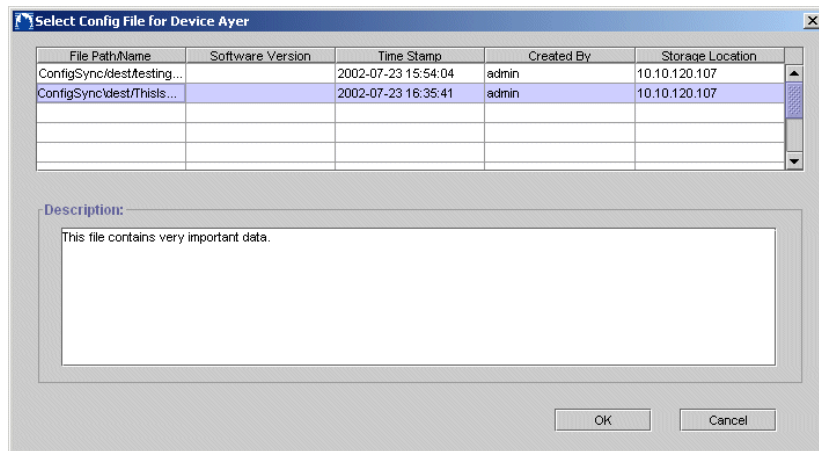 Select Config File for Device Ayer
File Path/Name Software Version Time Stamp Created By Storage Location
ConfigSync/dest/testing... 2002-07-23 15:54:04 admin 10.10.120.107
ConfigSync\dest/ThisIs... 2002-07-23 16:35:41 admin 10.10.120.107
Description:
This file contains very important data.
OK Cancel